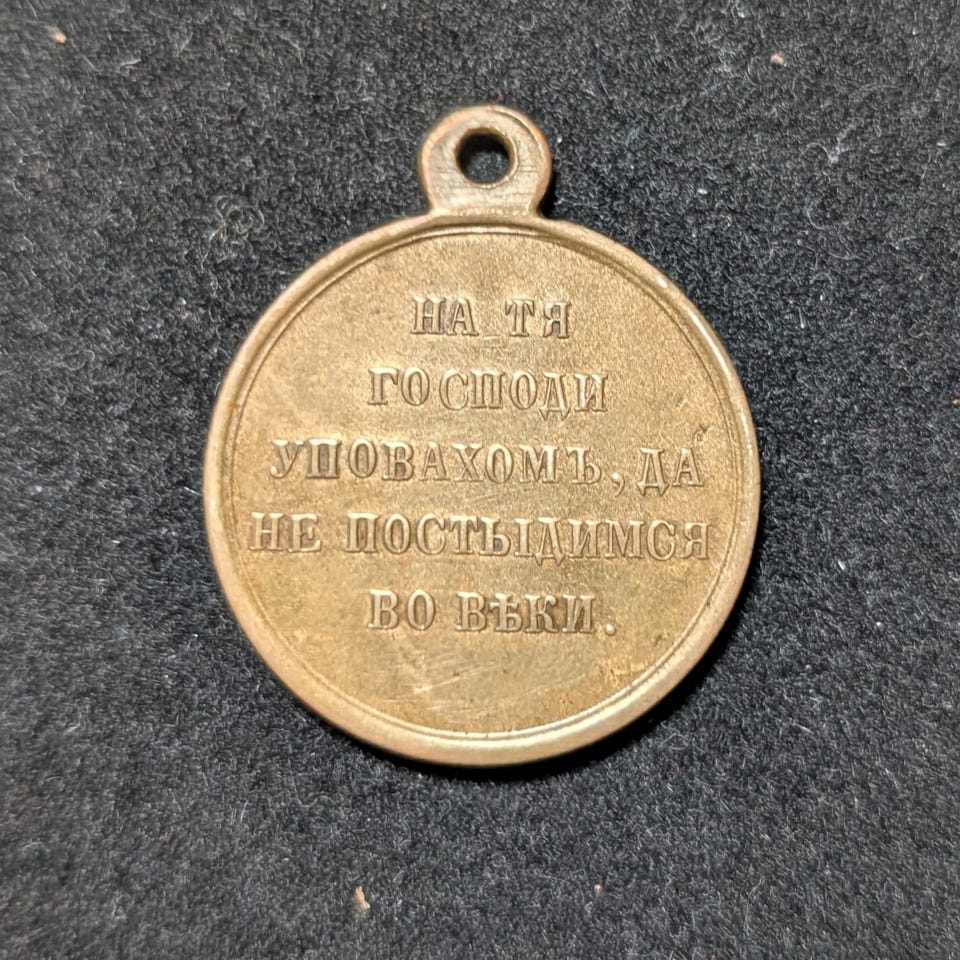 НА ТЯ
ГОСПОДИ
УПОВАХОМЪ, ДА
НЕ ПОСТЫДИМСЯ
ВО ВѢКИ.